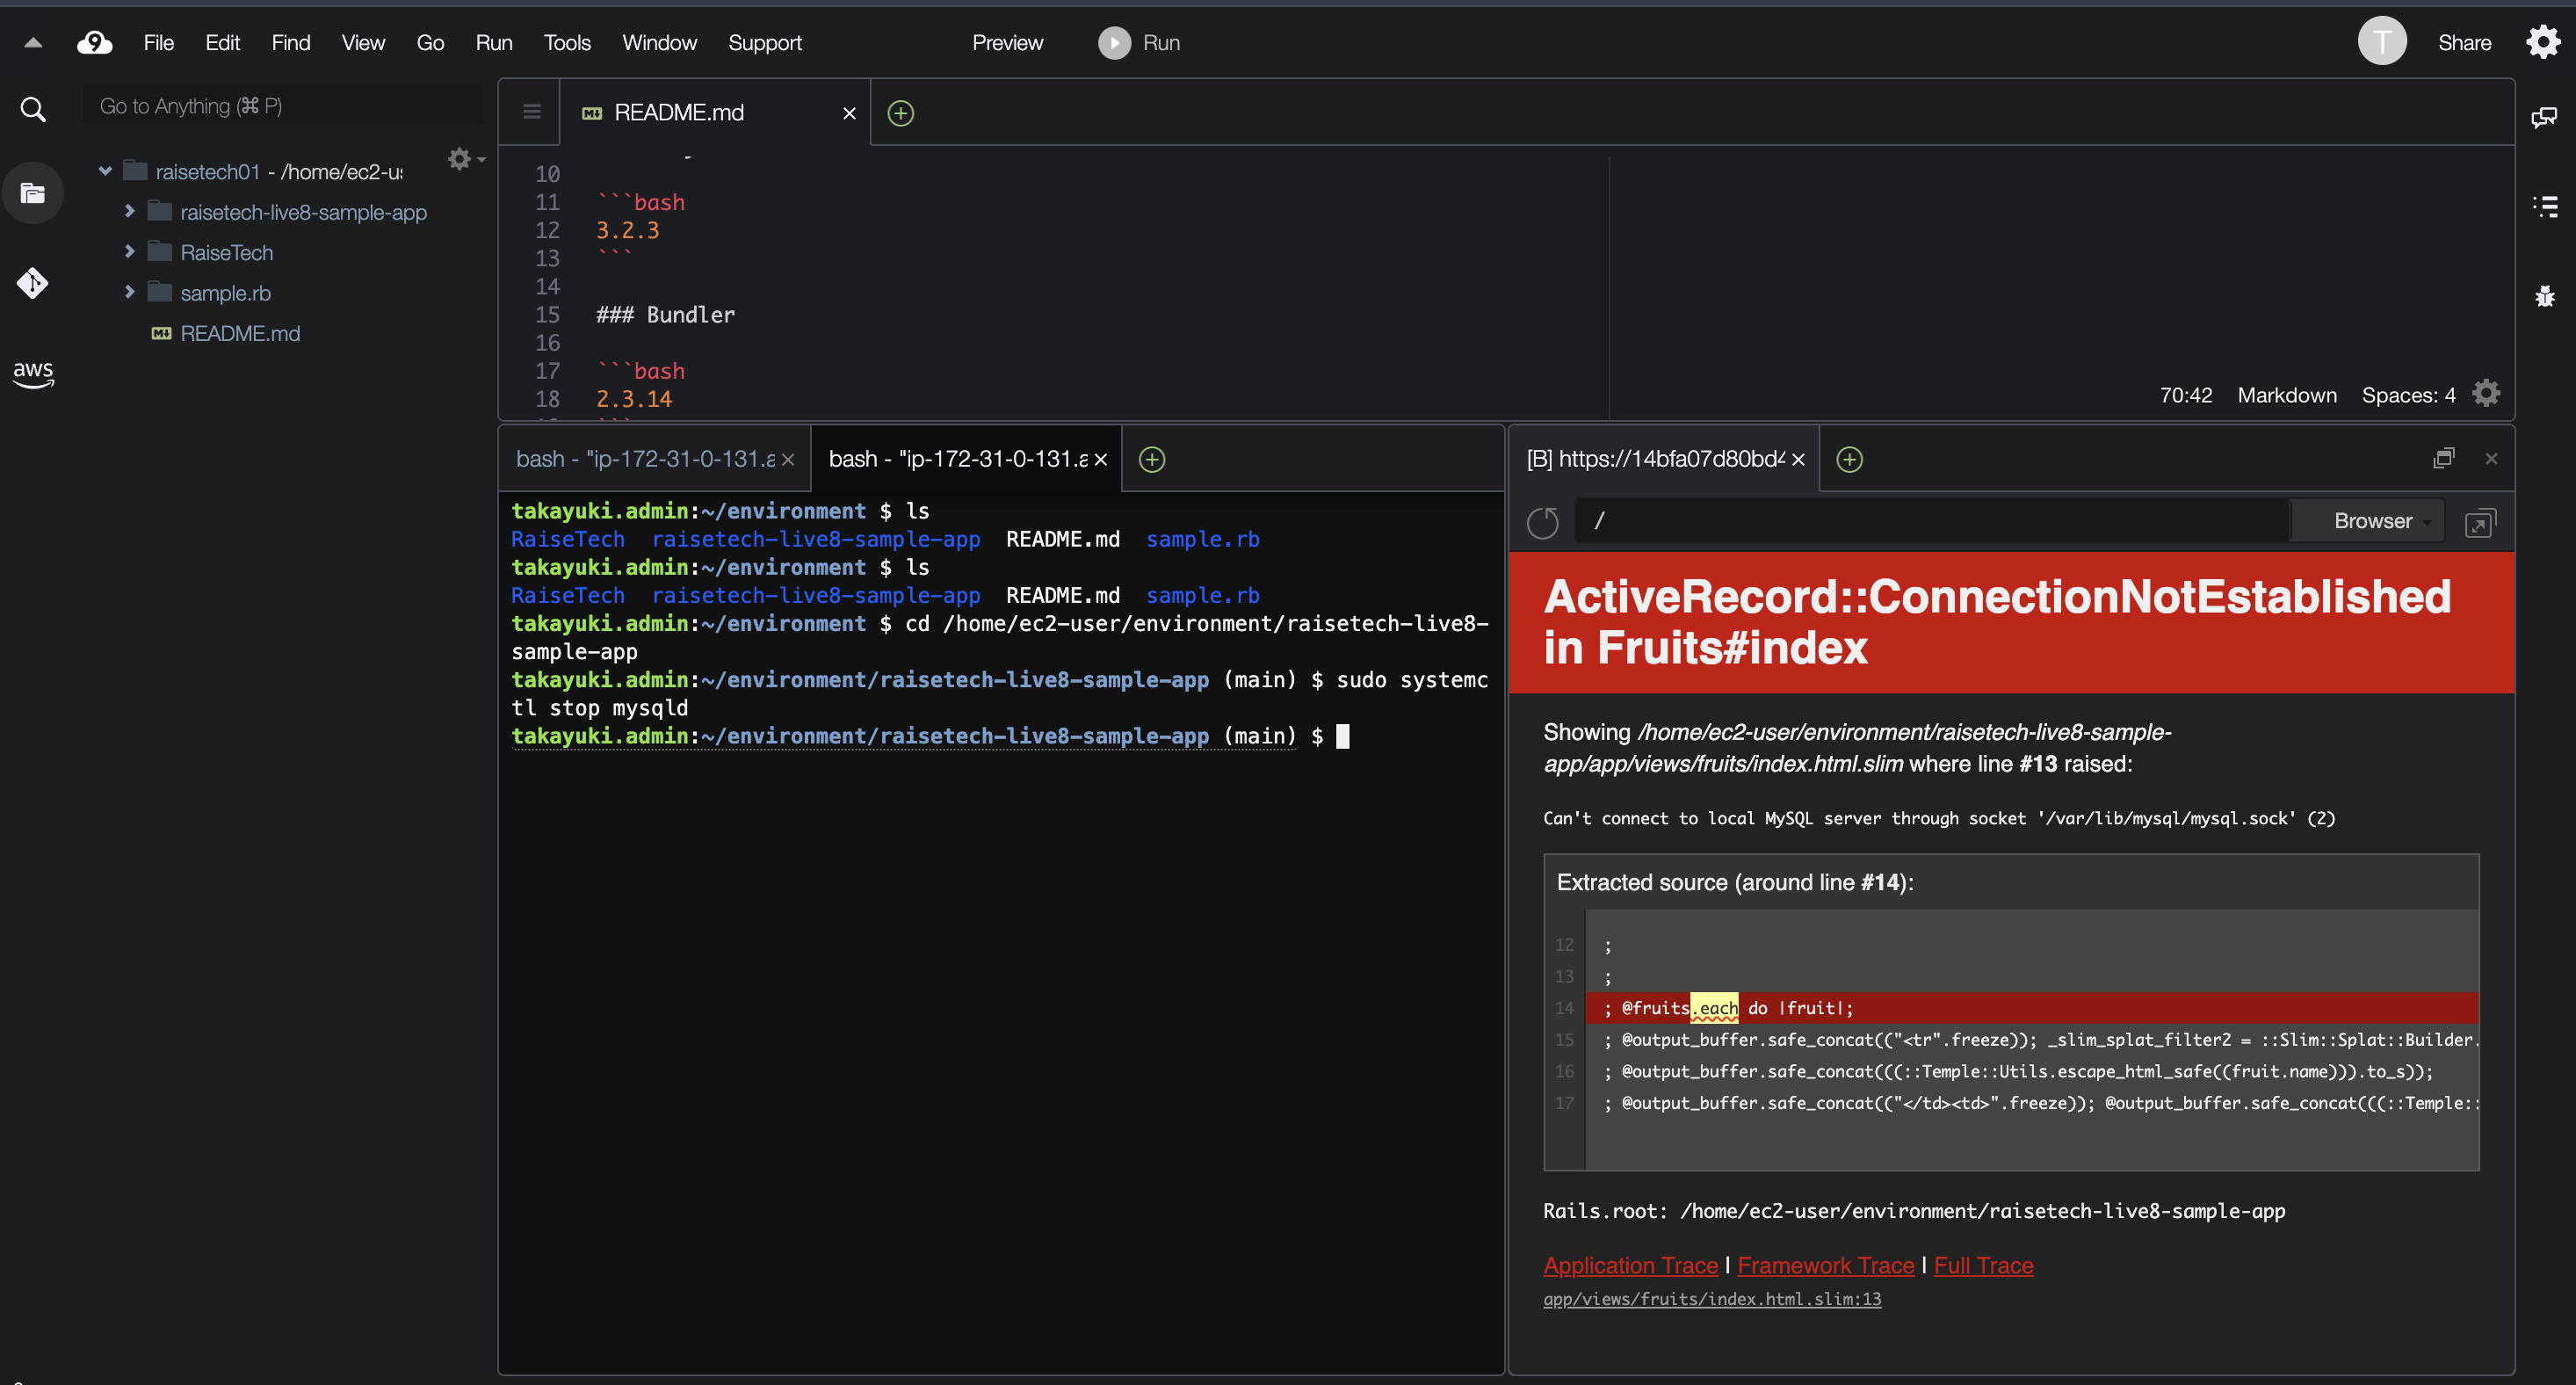 File Edit Find View Go Run Tools Window Support Preview Run T Share
Go to Anything (⌘ P)
raisetech01 - /home/ec2-us
raisetech-live8-sample-app
RaiseTech
sample.rb
README.md
aws
README.md
10
11 ```bash
12 3.2.3
13 ```
14
15 ### Bundler
16
17 ```bash
18 2.3.14
70:42 Markdown Spaces: 4
bash - "ip-172-31-0-131.a
bash - "ip-172-31-0-131.a
takayuki.admin:~/environment $ ls
RaiseTech raisetech-live8-sample-app README.md sample.rb
takayuki.admin:~/environment $ ls
RaiseTech raisetech-live8-sample-app README.md sample.rb
takayuki.admin:~/environment $ cd /home/ec2-user/environment/raisetech-live8-
sample-app
takayuki.admin:~/environment/raisetech-live8-sample-app (main) $ sudo systemc
tl stop mysqld
takayuki.admin:~/environment/raisetech-live8-sample-app (main) $
[B] https://14bfa07d80bd4
/
Browser
ActiveRecord::ConnectionNotEstablished
in Fruits#index
Showing /home/ec2-user/environment/raisetech-live8-sample-
app/app/views/fruits/index.html.slim where line #13 raised:
Can't connect to local MySQL server through socket '/var/lib/mysql/mysql.sock' (2)
Extracted source (around line #14):
12 ;
13 ;
14 ; @fruits.each do |fruit|;
15 ; @output_buffer.safe_concat(("<tr".freeze)); _slim_splat_filter2 = ::Slim::Splat::Builder.
16 ; @output_buffer.safe_concat(((::Temple::Utils.escape_html_safe((fruit.name))).to_s));
17 ; @output_buffer.safe_concat(("</td><td>".freeze)); @output_buffer.safe_concat(((::Temple::
Rails.root: /home/ec2-user/environment/raisetech-live8-sample-app
Application Trace | Framework Trace | Full Trace
app/views/fruits/index.html.slim:13